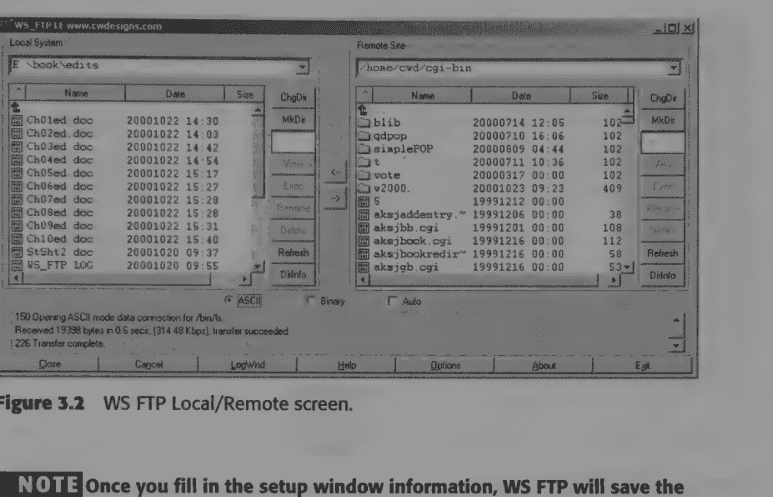 WS_FTP LE www.cwdesigns.com
Local System
Remote Site
E \book\edits
/home/cwd/cgi-bin
^ Name Date Size
ChgDir
MkDir
View
Exec
Rename
Delete
Refresh
DirInfo
Ch01ed doc 20001022 14:30
Ch02ed.doc 20001022 14:03
Ch03ed doc 20001022 14:42
Ch04ed doc 20001022 14:54
Ch05ed doc 20001022 15:17
Ch06ed doc 20001022 15:27
Ch07ed doc 20001022 15:28
Ch08ed doc 20001022 15:28
Ch09ed doc 20001022 15:31
Ch10ed doc 20001022 15:40
StSht2 doc 20001020 09:37
WS_FTP LOG 20001020 09:55
<-
->
^ Name Date Size
..
blib 20000714 12:05 102
qdpop 20000710 16:06 102
simplePOP 20000809 04:44 102
t 20000711 10:36 102
vote 20000317 00:00 102
w2000. 20001023 09:23 409
5 19991212 00:00
aksjaddentry.~ 19991206 00:00 38
aksjbb.cgi 19991201 00:00 108
aksjbook.cgi 19991216 00:00 112
aksjbookredir~ 19991216 00:00 58
aksjgb.cgi 19991216 00:00 53
ChgDir
MkDir
Refresh
DirInfo
ASCII Binary Auto
150 Opening ASCII mode data connection for /bin/ls.
Received 19398 bytes in 0.6 secs, (314.48 Kbps), transfer succeeded
226 Transfer complete.
Close Cancel LogWnd Help Options About Exit
Figure 3.2 WS FTP Local/Remote screen.
NOTE Once you fill in the setup window information, WS FTP will save the